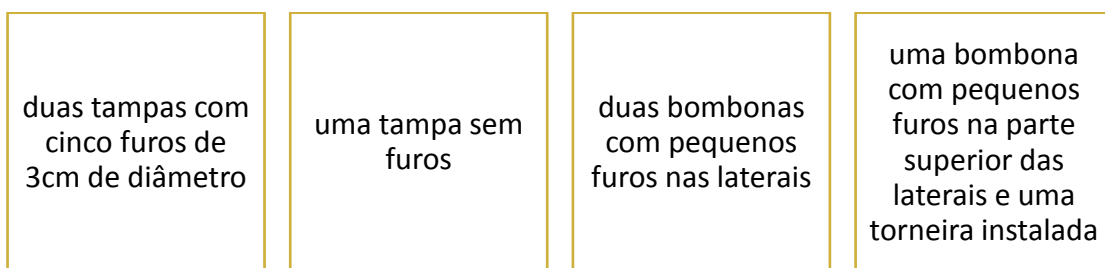 duas tampas com
cinco furos de
3cm de diâmetro
uma tampa sem
furos
duas bombonas
com pequenos
furos nas laterais
uma bombona
com pequenos
furos na parte
superior das
laterais e uma
torneira instalada